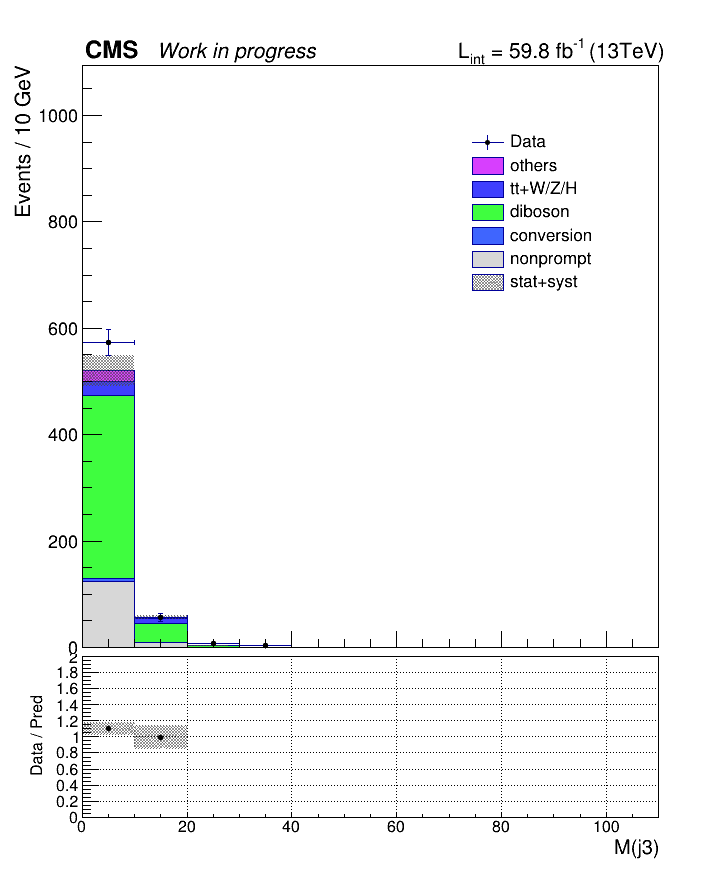 CMS Work in progress L_int = 59.8 fb^-1 (13TeV)
Events / 10 GeV
1000
800
600
400
200
0
Data
others
tt+W/Z/H
diboson
conversion
nonprompt
stat+syst
Data / Pred
2
1.8
1.6
1.4
1.2
1
0.8
0.6
0.4
0.2
0
0 20 40 60 80 100
M(j3)